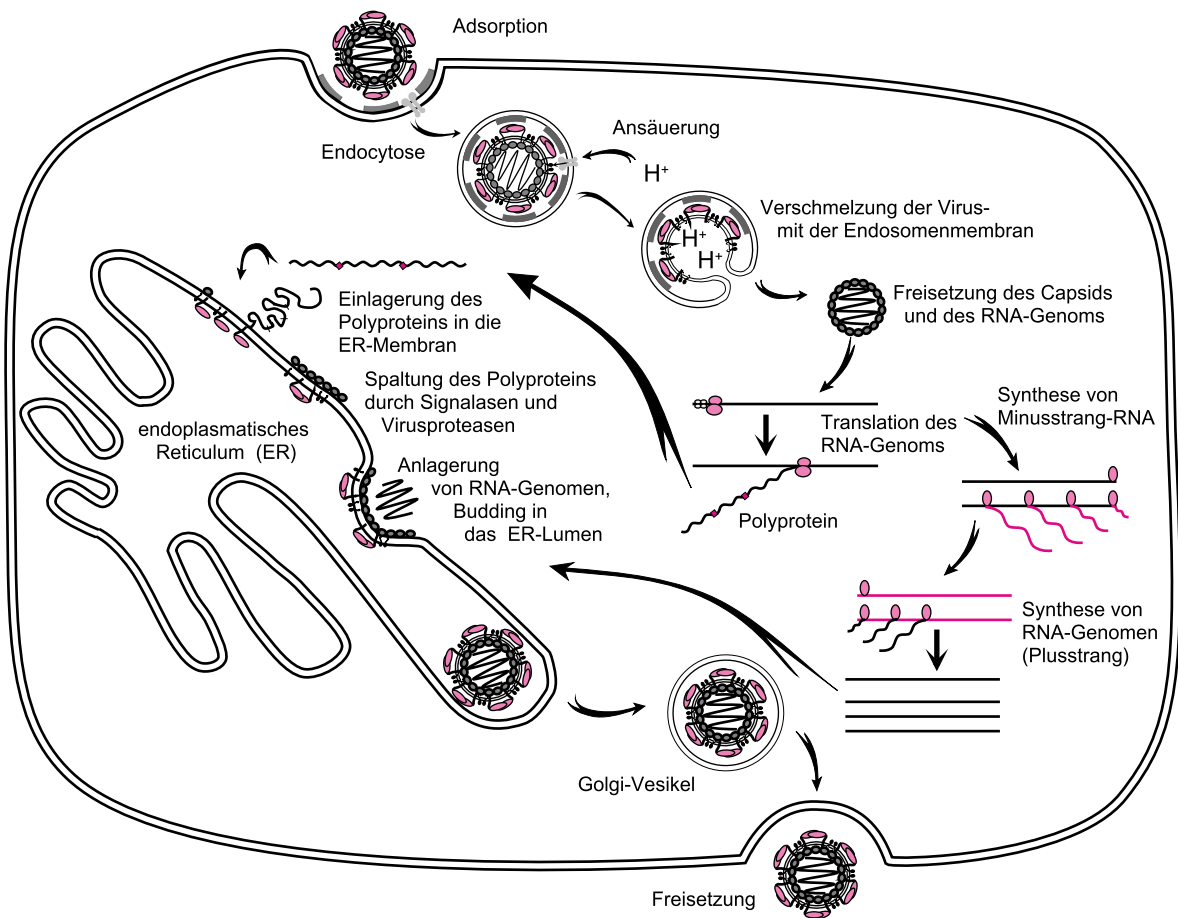 Adsorption
Endocytose
Ansäuerung
H⁺
Verschmelzung der Virus-
mit der Endosomenmembran
H⁺
H⁺
Freisetzung des Capsids
und des RNA-Genoms
Einlagerung des
Polyproteins in die
ER-Membran
Spaltung des Polyproteins
durch Signalasen und
Virusproteasen
endoplasmatisches
Reticulum (ER)
Anlagerung
von RNA-Genomen,
Budding in
das ER-Lumen
Translation des
RNA-Genoms
Polyprotein
Synthese von
Minusstrang-RNA
Synthese von
RNA-Genomen
(Plusstrang)
Golgi-Vesikel
Freisetzung